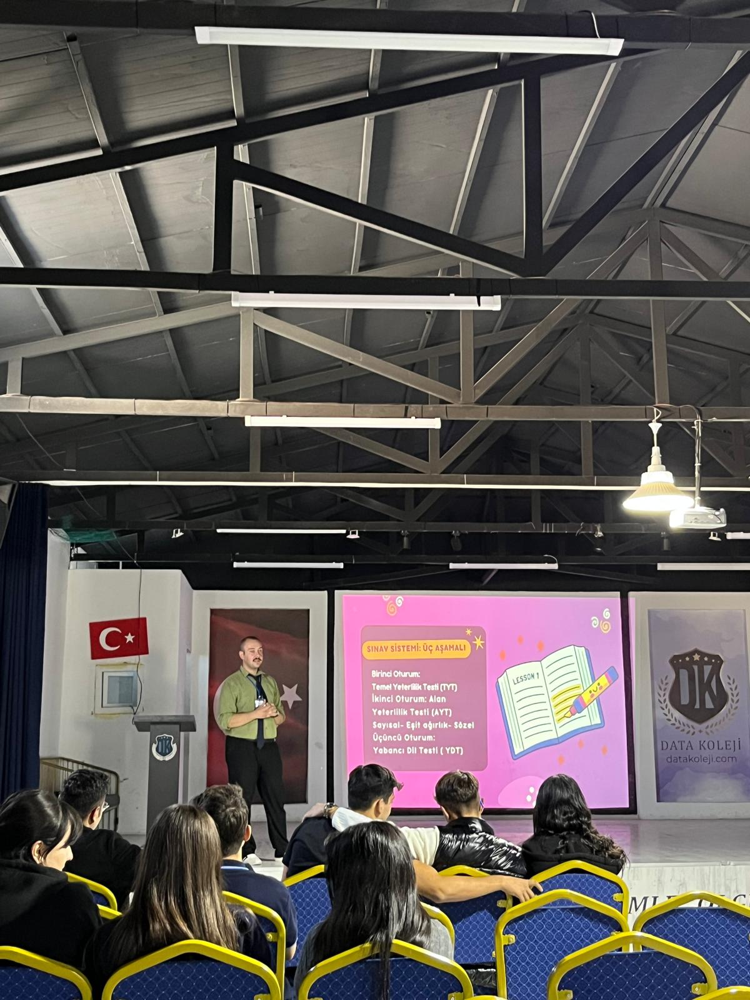 SINAV SİSTEMİ: ÜÇ AŞAMALI
Birinci Oturum:
Temel Yeterlilik Testi (TYT)
İkinci Oturum: Alan
Yeterlilik Testi (AYT)
Sayısal- Eşit ağırlık- Sözel
Üçüncü Oturum:
Yabancı Dil Testi ( YDT)
LESSON 1
DK
DATA KOLEJİ
datakoleji.com
DK